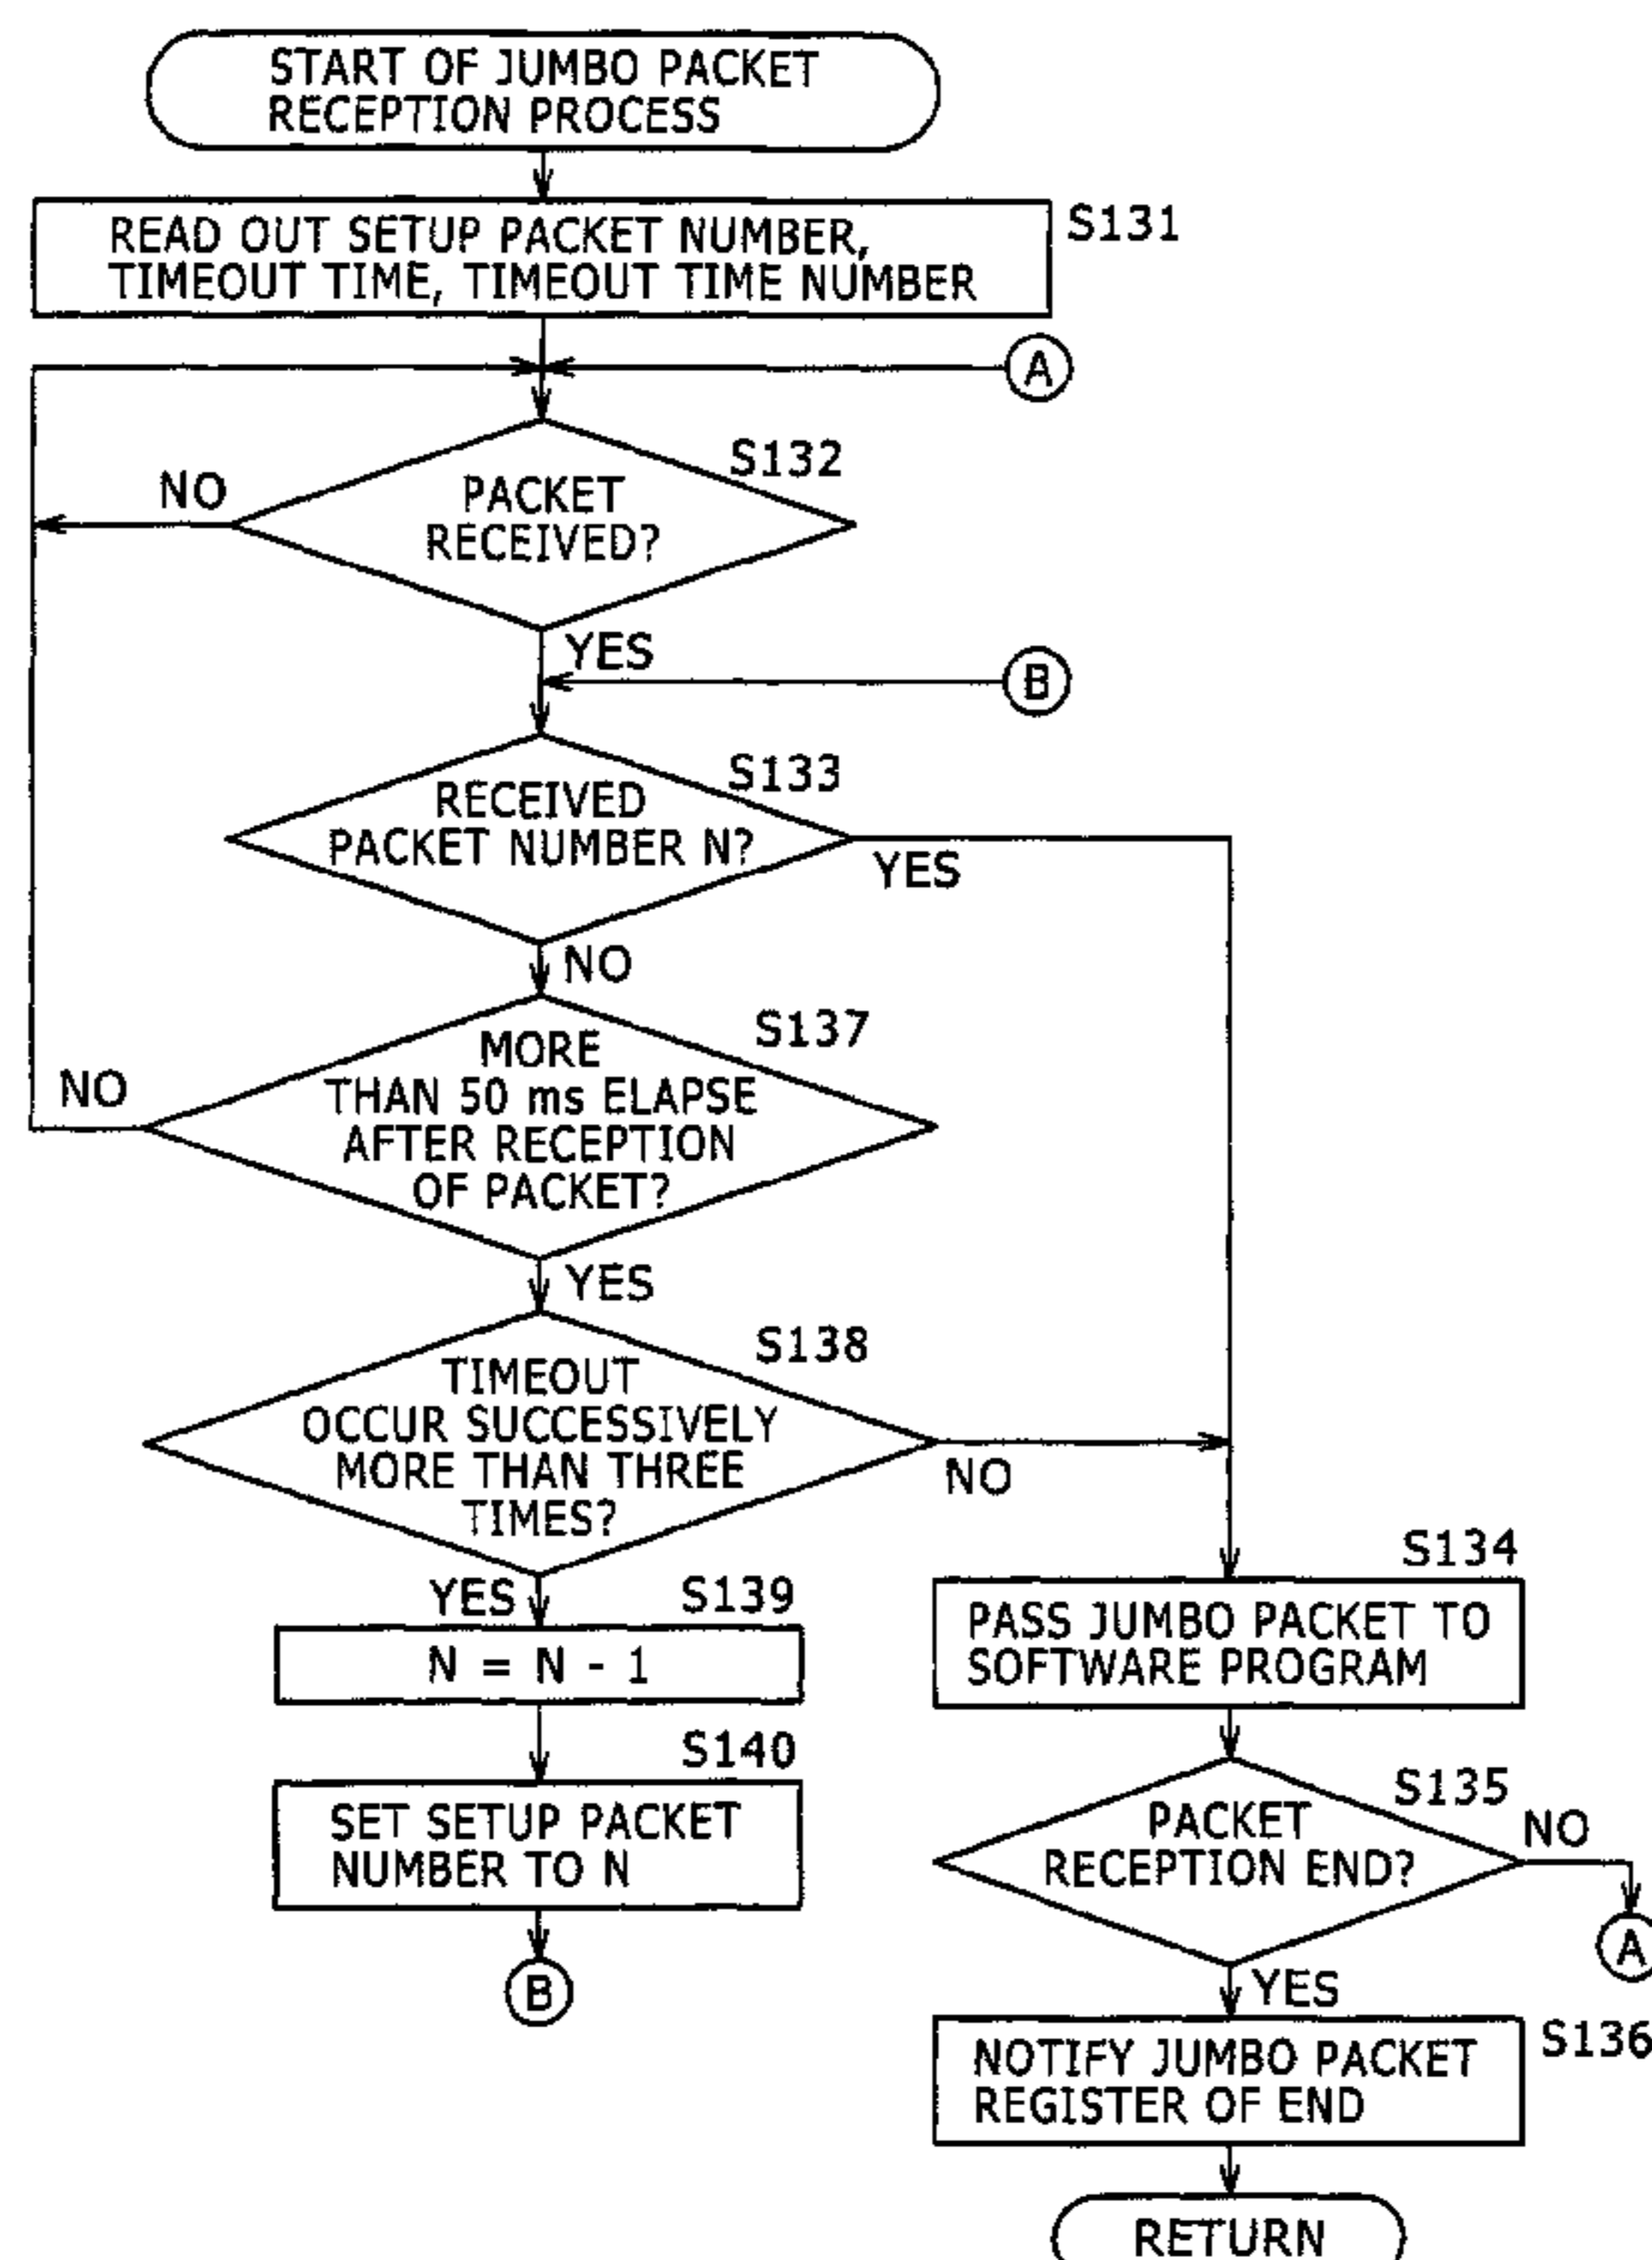 START OF JUMBO PACKET
RECEPTION PROCESS
READ OUT SETUP PACKET NUMBER,
TIMEOUT TIME, TIMEOUT TIME NUMBER
S131
A
S132
PACKET
RECEIVED?
NO
YES
B
S133
RECEIVED
PACKET NUMBER N?
YES
NO
S137
MORE
THAN 50 ms ELAPSE
AFTER RECEPTION
OF PACKET?
NO
YES
S138
TIMEOUT
OCCUR SUCCESSIVELY
MORE THAN THREE
TIMES?
NO
YES
S139
N = N - 1
S140
SET SETUP PACKET
NUMBER TO N
B
S134
PASS JUMBO PACKET TO
SOFTWARE PROGRAM
S135
PACKET
RECEPTION END?
NO
A
YES
S136
NOTIFY JUMBO PACKET
REGISTER OF END
RETURN